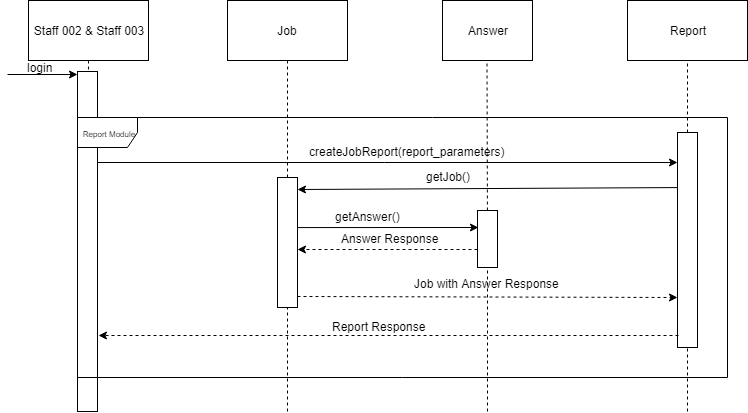 Staff 002 & Staff 003
Job
Answer
Report
login
Report Module
createJobReport(report_parameters)
getJob()
getAnswer()
Answer Response
Job with Answer Response
Report Response